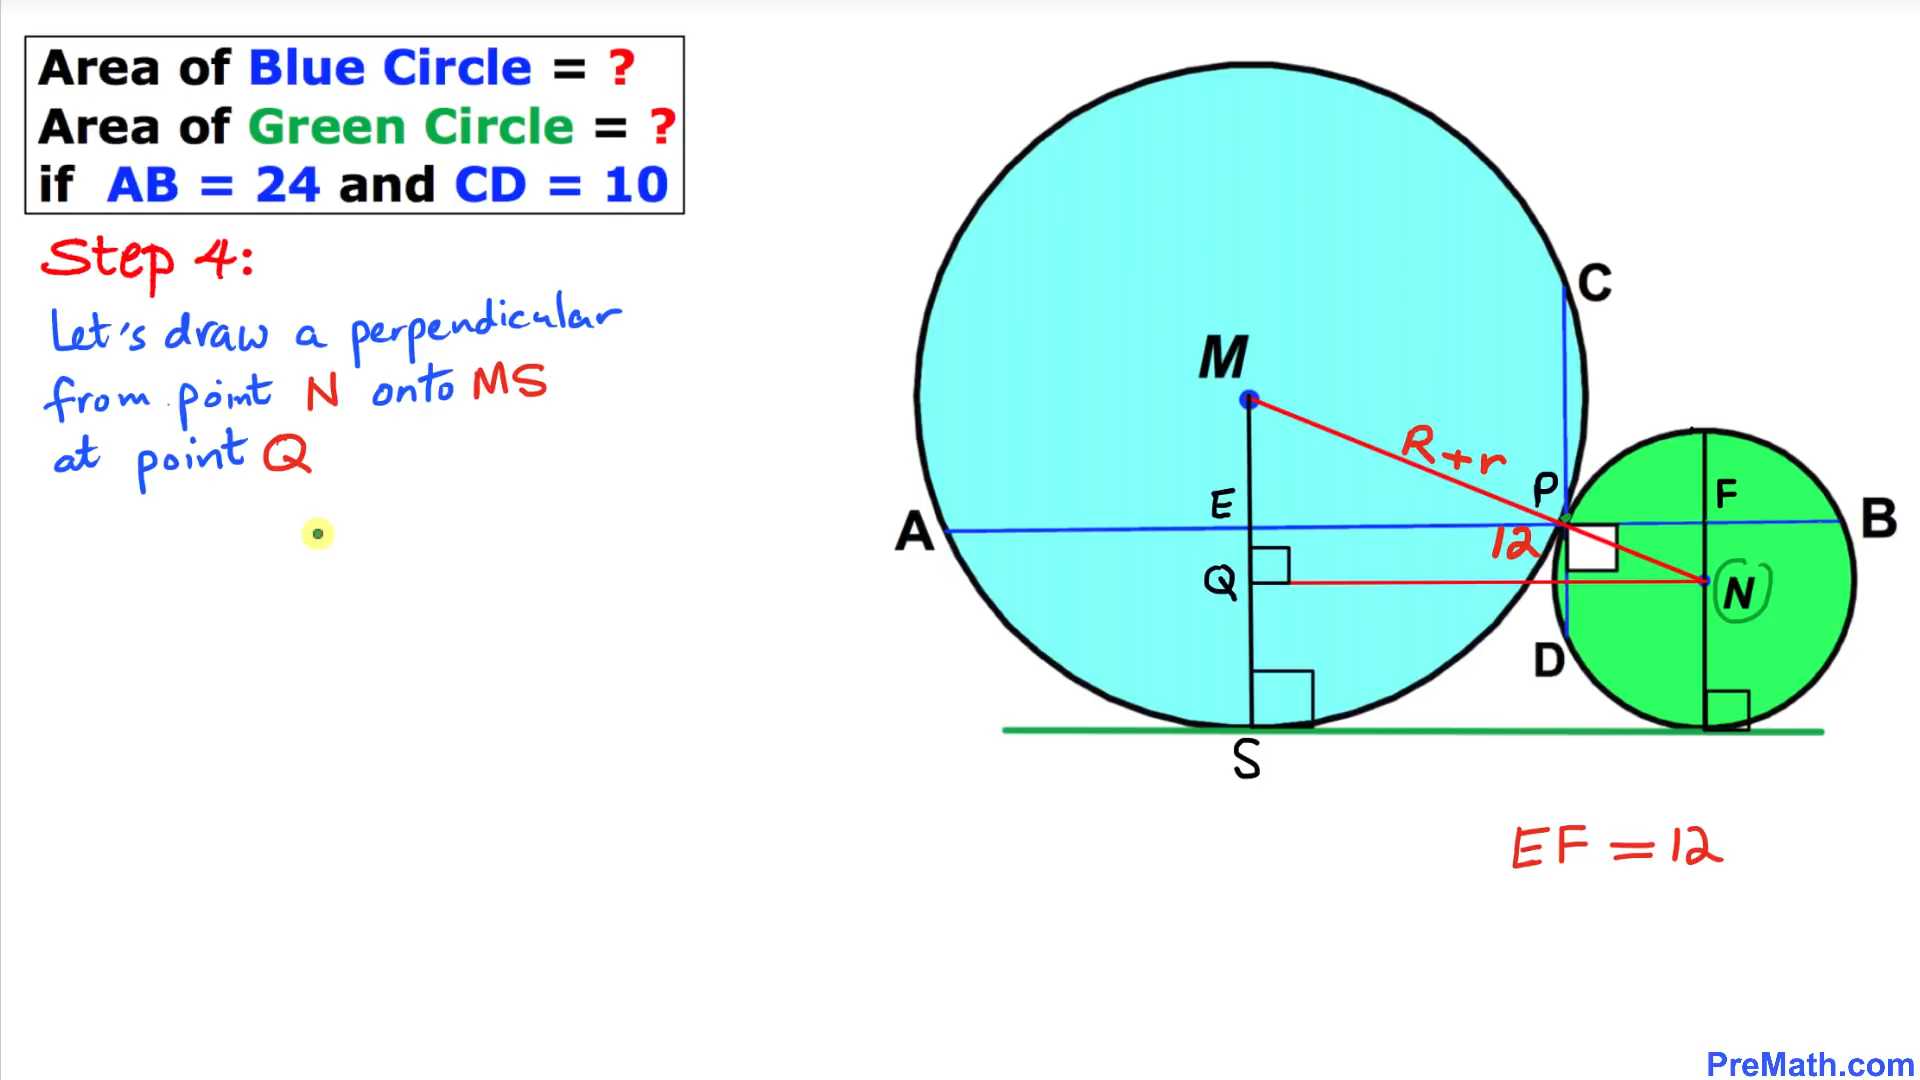 Area of Blue Circle = ?
Area of Green Circle = ?
if AB = 24 and CD = 10
Step 4:
Let's draw a perpendicular
from point N onto MS
at point Q
C
M
R+r
P
E
F
A
B
12
Q
N
D
S
EF = 12
PreMath.com